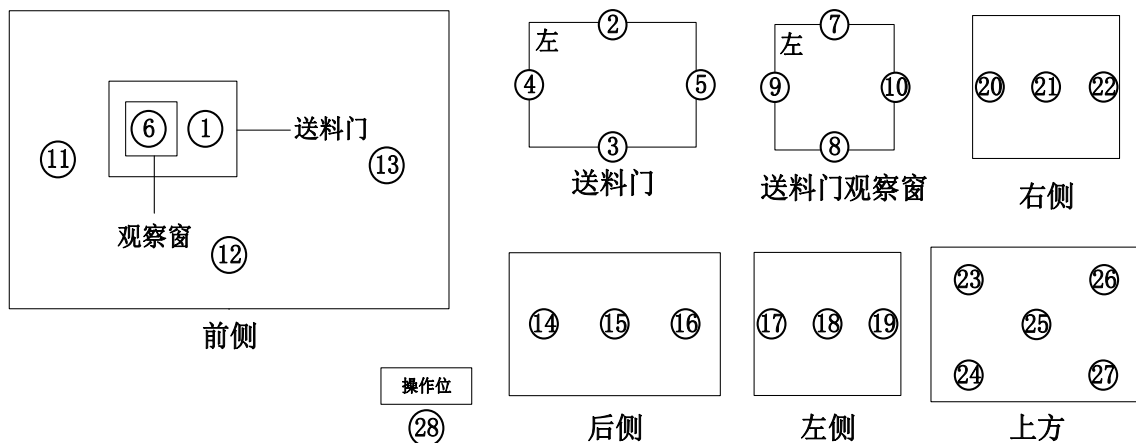 ⑥
①
送料门
⑪
⑬
观察窗
⑫
前侧
②
左
④
⑤
③
送料门
⑦
左
⑨
⑩
⑧
送料门观察窗
⑳
㉑
㉒
右侧
操作位
㉘
⑭
⑮
⑯
后侧
⑰
⑱
⑲
左侧
㉓
㉖
㉕
㉔
㉗
上方